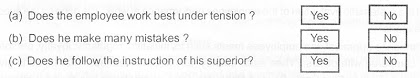 (a) Does the employee work best under tension ? Yes No
(b) Does he make many mistakes ? Yes No
(c) Does he follow the instruction of his superior? Yes No